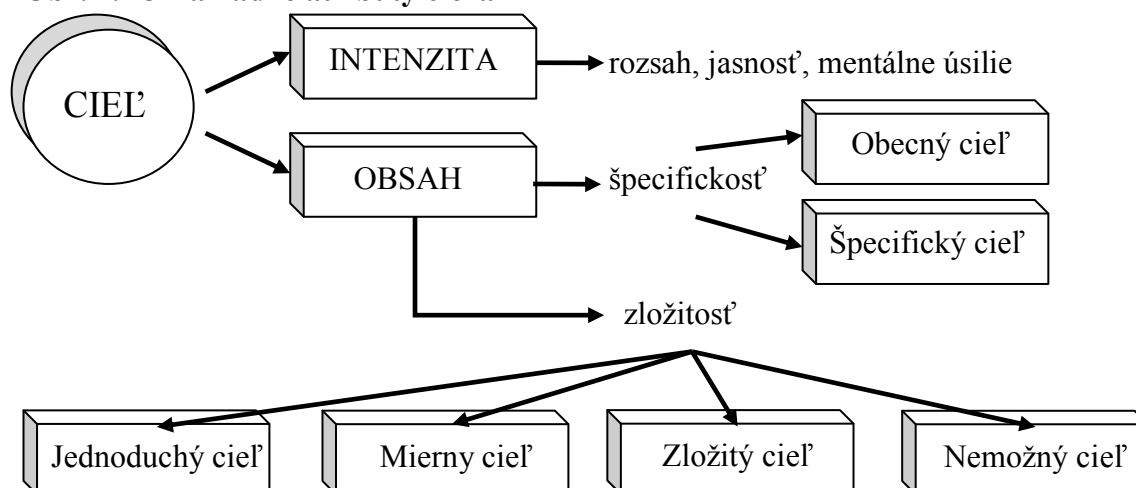 INTENZITA
rozsah, jasnosť, mentálne úsilie
CIEĽ
Obecný cieľ
OBSAH
špecifickosť
Špecifický cieľ
zložitosť
Jednoduchý cieľ
Mierny cieľ
Zložitý cieľ
Nemožný cieľ